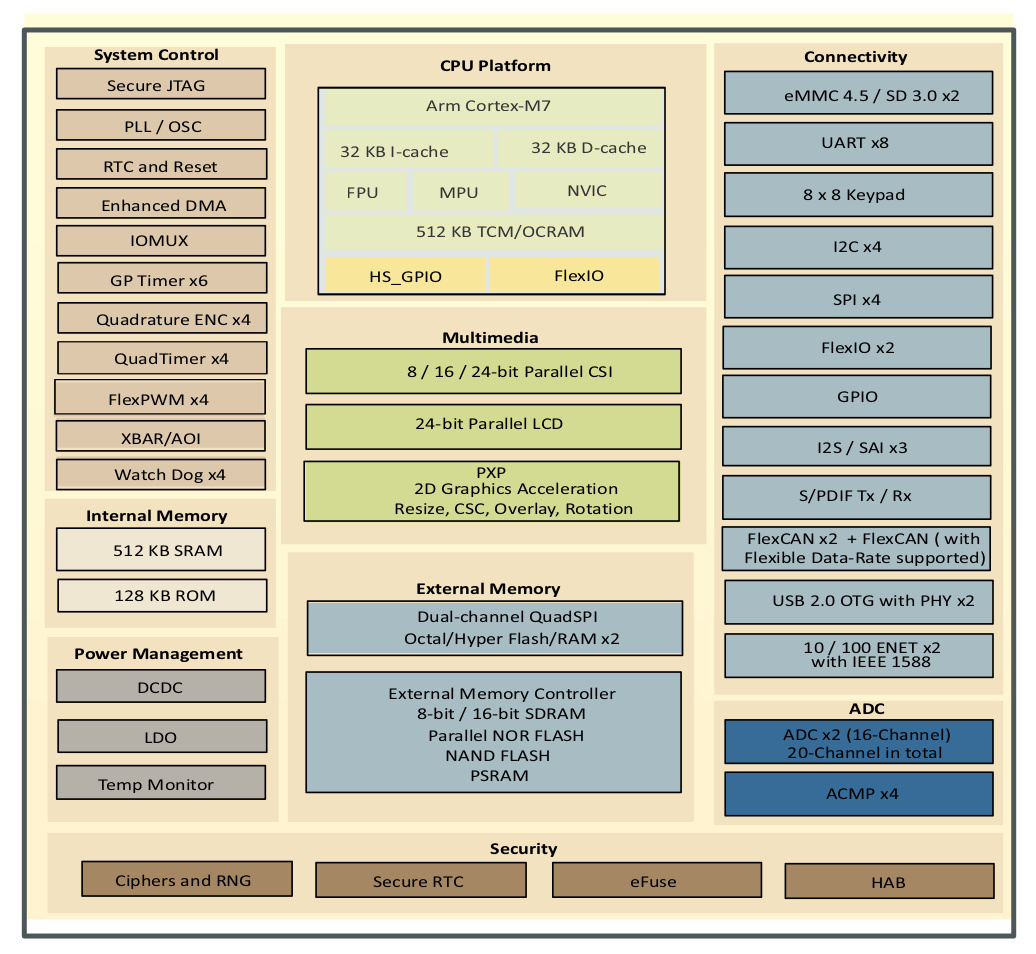 System Control
Secure JTAG
PLL / OSC
RTC and Reset
Enhanced DMA
IOMUX
GP Timer x6
Quadrature ENC x4
QuadTimer x4
FlexPWM x4
XBAR/AOI
Watch Dog x4
Internal Memory
512 KB SRAM
128 KB ROM
Power Management
DCDC
LDO
Temp Monitor
CPU Platform
Arm Cortex-M7
32 KB I-cache
32 KB D-cache
FPU
MPU
NVIC
512 KB TCM/OCRAM
HS_GPIO
FlexIO
Multimedia
8 / 16 / 24-bit Parallel CSI
24-bit Parallel LCD
PXP
2D Graphics Acceleration
Resize, CSC, Overlay, Rotation
External Memory
Dual-channel QuadSPI
Octal/Hyper Flash/RAM x2
External Memory Controller
8-bit / 16-bit SDRAM
Parallel NOR FLASH
NAND FLASH
PSRAM
Connectivity
eMMC 4.5 / SD 3.0 x2
UART x8
8 x 8 Keypad
I2C x4
SPI x4
FlexIO x2
GPIO
I2S / SAI x3
S/PDIF Tx / Rx
FlexCAN x2 + FlexCAN ( with
Flexible Data-Rate supported)
USB 2.0 OTG with PHY x2
10 / 100 ENET x2
with IEEE 1588
ADC
ADC x2 (16-Channel)
20-Channel in total
ACMP x4
Security
Ciphers and RNG
Secure RTC
eFuse
HAB